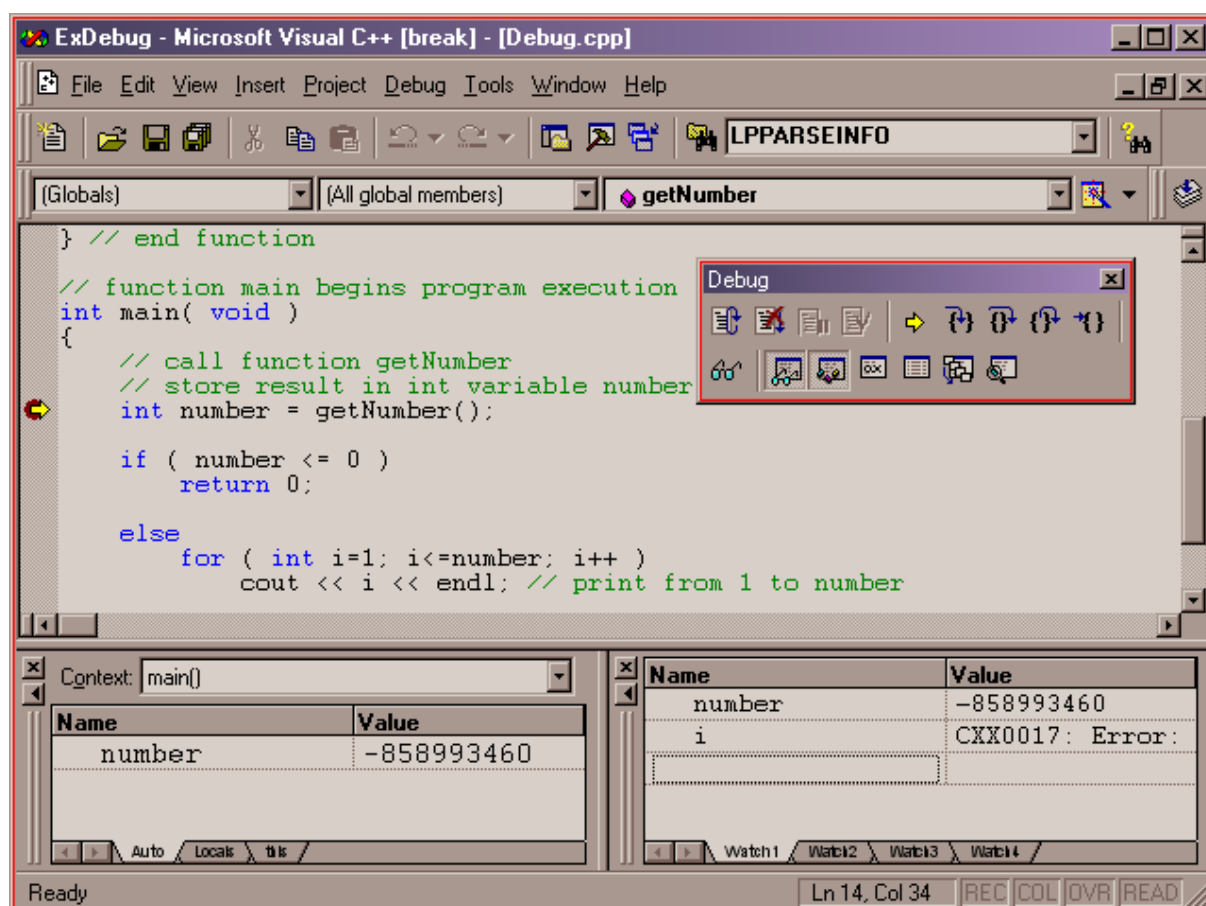 ExDebug - Microsoft Visual C++ [break] - [Debug.cpp]
File Edit View Insert Project Debug Tools Window Help
LPPARSEINFO
(Globals) (All global members) getNumber
} // end function
// function main begins program execution
int main( void )
{
// call function getNumber
// store result in int variable number
int number = getNumber();
if ( number <= 0 )
return 0;
else
for ( int i=1; i<=number; i++ )
cout << i << endl; // print from 1 to number
Debug
Context: main()
Name Value
number -858993460
Auto Locals this
Name Value
number -858993460
i CXX0017: Error:
Watch1 Watch2 Watch3 Watch4
Ready Ln 14, Col 34 REC COL OVR READ